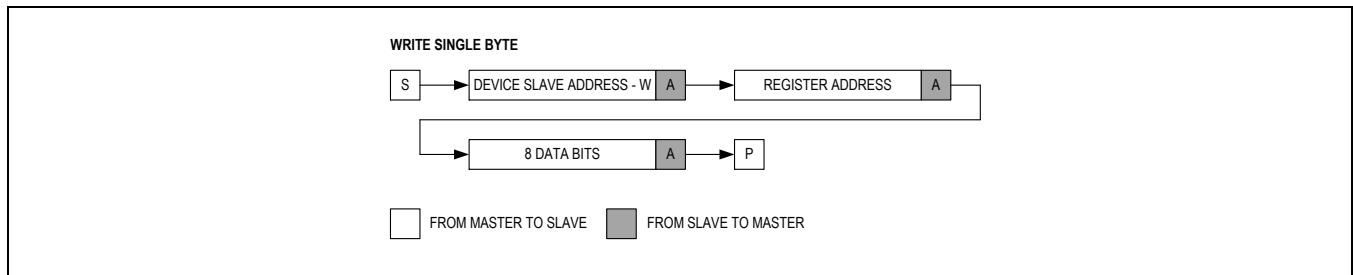 WRITE SINGLE BYTE
S DEVICE SLAVE ADDRESS - W A REGISTER ADDRESS A
8 DATA BITS A P
FROM MASTER TO SLAVE FROM SLAVE TO MASTER